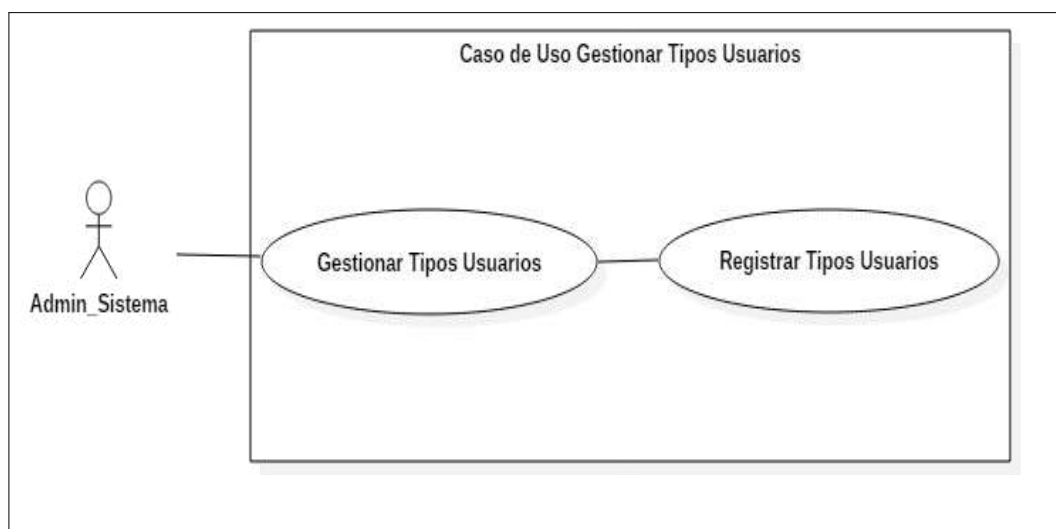 Caso de Uso Gestionar Tipos Usuarios
Gestionar Tipos Usuarios
Registrar Tipos Usuarios
Admin_Sistema